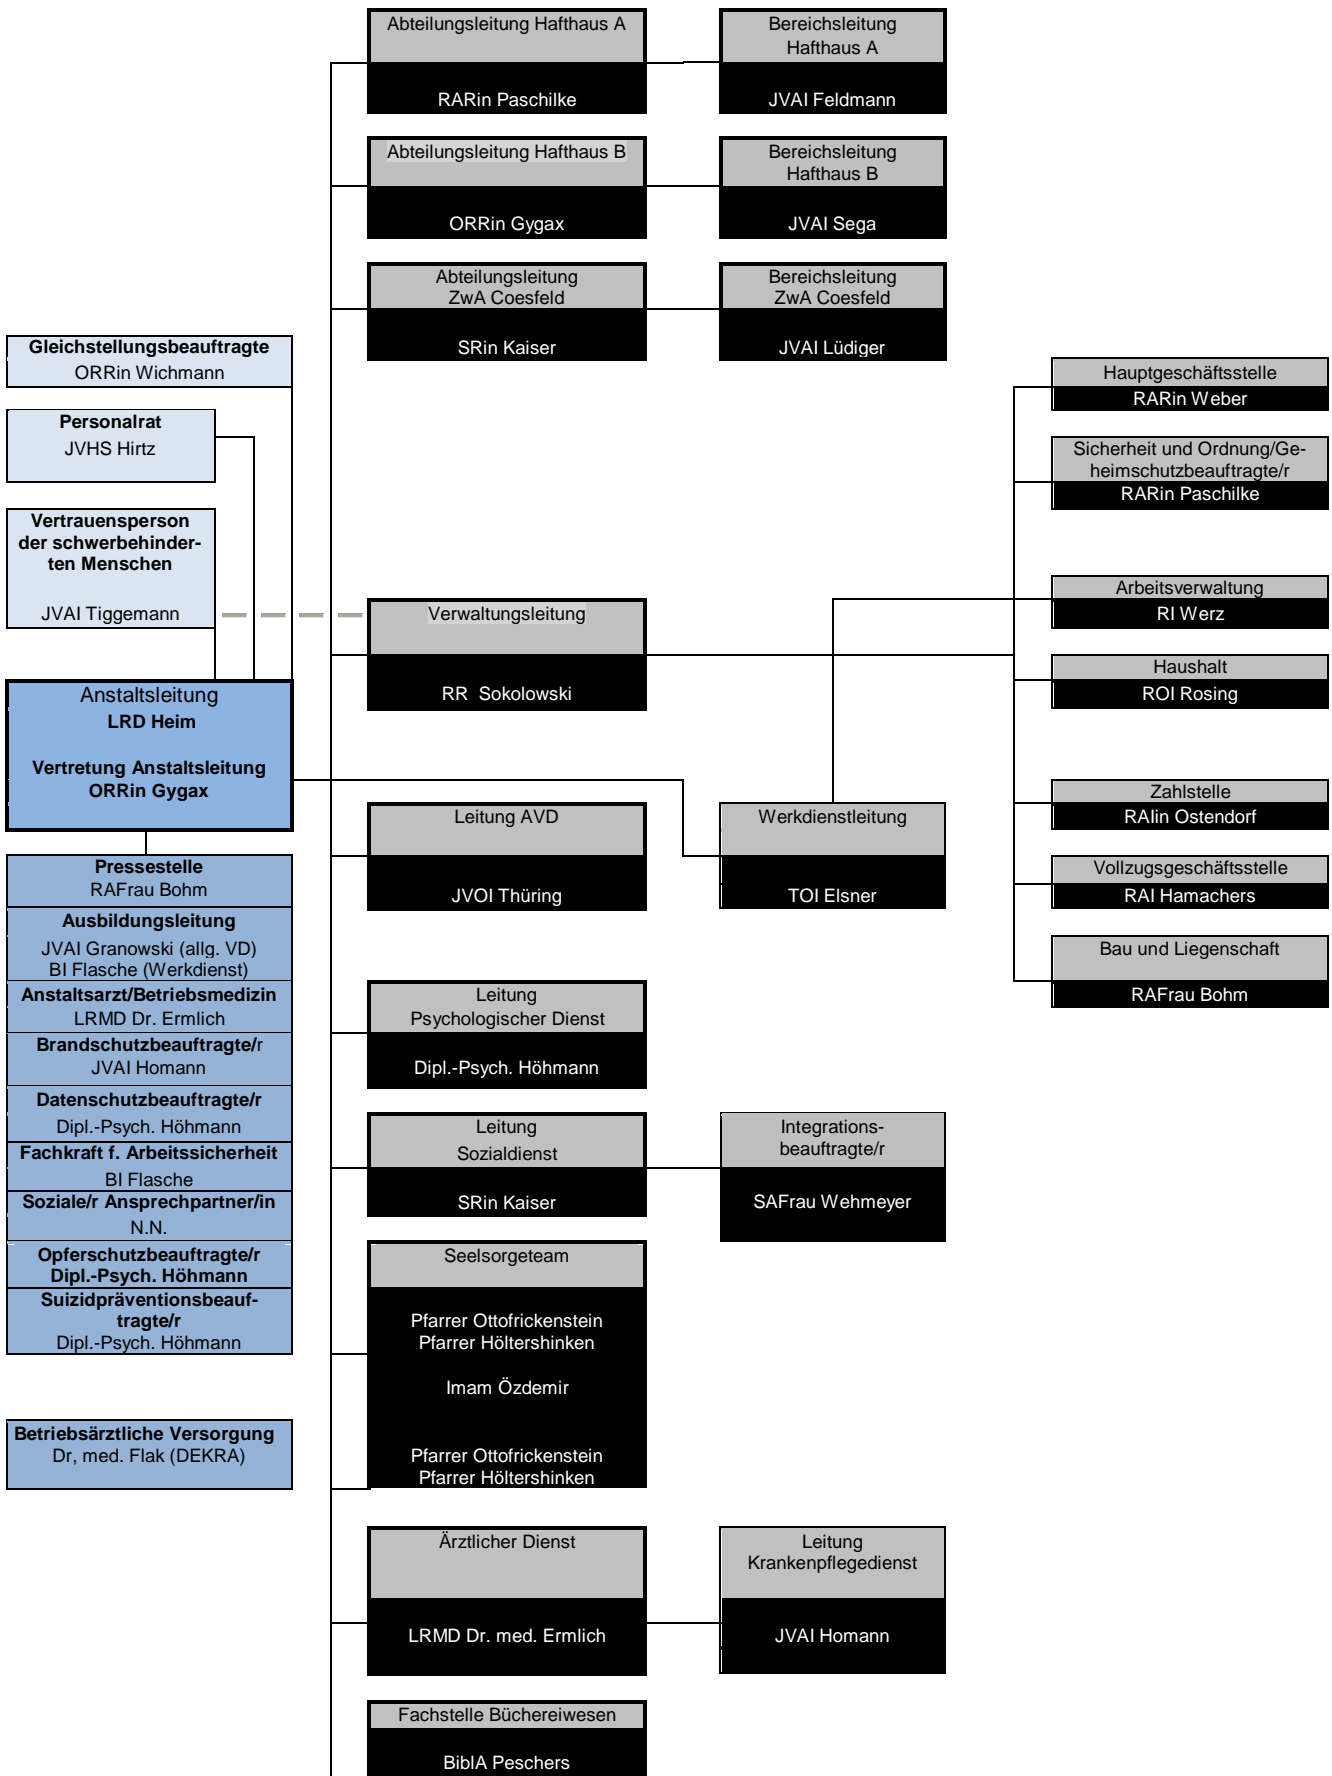 Abteilungsleitung Hafthaus A
RARin Paschilke
Bereichsleitung
Hafthaus A
JVAI Feldmann
Abteilungsleitung Hafthaus B
ORRin Gygax
Bereichsleitung
Hafthaus B
JVAI Sega
Abteilungsleitung
ZwA Coesfeld
SRin Kaiser
Bereichsleitung
ZwA Coesfeld
JVAI Lüdiger
Gleichstellungsbeauftragte
ORRin Wichmann
Personalrat
JVHS Hirtz
Vertrauensperson
der schwerbehinder-
ten Menschen
JVAI Tiggemann
Anstaltsleitung
LRD Heim
Vertretung Anstaltsleitung
ORRin Gygax
Pressestelle
RAFrau Bohm
Ausbildungsleitung
JVAI Granowski (allg. VD)
BI Flasche (Werkdienst)
Anstaltsarzt/Betriebsmedizin
LRMD Dr. Ermlich
Brandschutzbeauftragte/r
JVAI Homann
Datenschutzbeauftragte/r
Dipl.-Psych. Höhmann
Fachkraft f. Arbeitssicherheit
BI Flasche
Soziale/r Ansprechpartner/in
N.N.
Opferschutzbeauftragte/r
Dipl.-Psych. Höhmann
Suizidpräventionsbeauf-
tragte/r
Dipl.-Psych. Höhmann
Betriebsärztliche Versorgung
Dr, med. Flak (DEKRA)
Verwaltungsleitung
RR  Sokolowski
Leitung AVD
JVOI Thüring
Werkdienstleitung
TOI Elsner
Leitung
Psychologischer Dienst
Dipl.-Psych. Höhmann
Leitung
Sozialdienst
SRin Kaiser
Integrations-
beauftragte/r
SAFrau Wehmeyer
Seelsorgeteam
Pfarrer Ottofrickenstein
Pfarrer Höltershinken
Imam Özdemir
Pfarrer Ottofrickenstein
Pfarrer Höltershinken
Ärztlicher Dienst
LRMD Dr. med. Ermlich
Leitung
Krankenpflegedienst
JVAI Homann
Fachstelle Büchereiwesen
BiblA Peschers
Hauptgeschäftsstelle
RARin Weber
Sicherheit und Ordnung/Ge-
heimschutzbeauftragte/r
RARin Paschilke
Arbeitsverwaltung
RI Werz
Haushalt
ROI Rosing
Zahlstelle
RAIin Ostendorf
Vollzugsgeschäftsstelle
RAI Hamachers
Bau und Liegenschaft
RAFrau Bohm